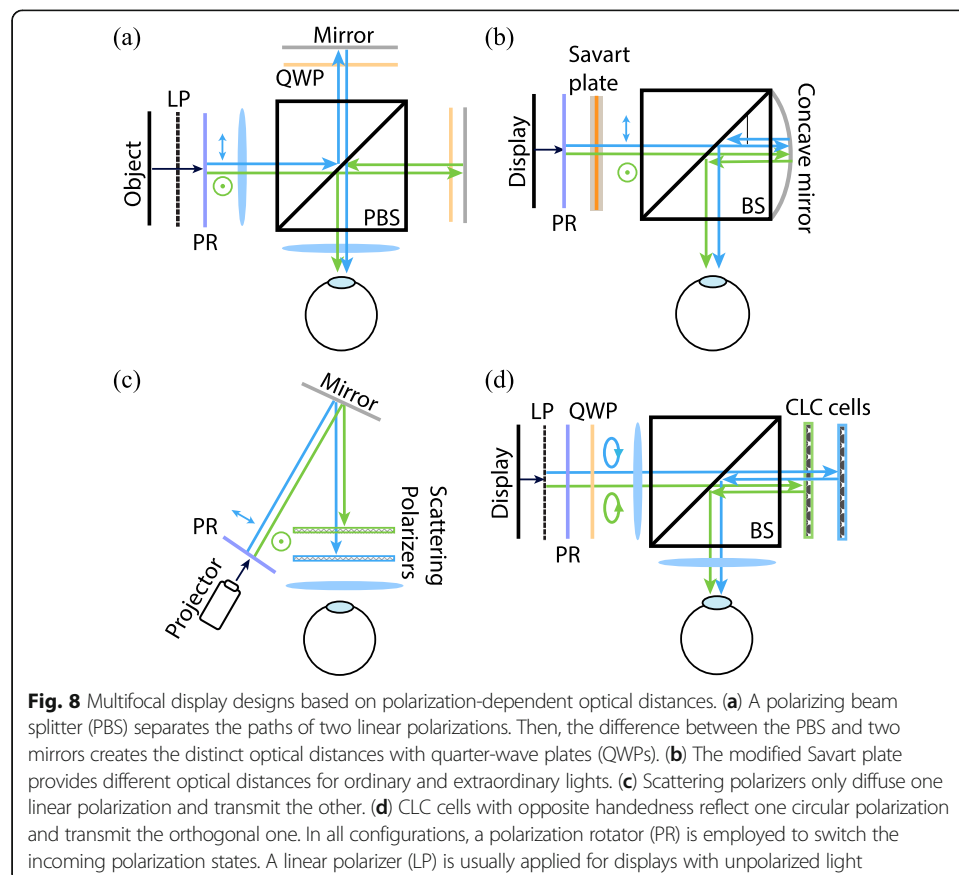 (a)
Mirror
QWP
LP
Object
PR
PBS
(b)
Savart
plate
Display
PR
BS
Concave mirror
(c)
Mirror
PR
Projector
Scattering
Polarizers
(d)
LP
QWP
CLC cells
Display
PR
BS
Fig. 8 Multifocal display designs based on polarization-dependent optical distances. (a) A polarizing beam
splitter (PBS) separates the paths of two linear polarizations. Then, the difference between the PBS and two
mirrors creates the distinct optical distances with quarter-wave plates (QWPs). (b) The modified Savart plate
provides different optical distances for ordinary and extraordinary lights. (c) Scattering polarizers only diffuse one
linear polarization and transmit the other. (d) CLC cells with opposite handedness reflect one circular polarization
and transmit the orthogonal one. In all configurations, a polarization rotator (PR) is employed to switch the
incoming polarization states. A linear polarizer (LP) is usually applied for displays with unpolarized light